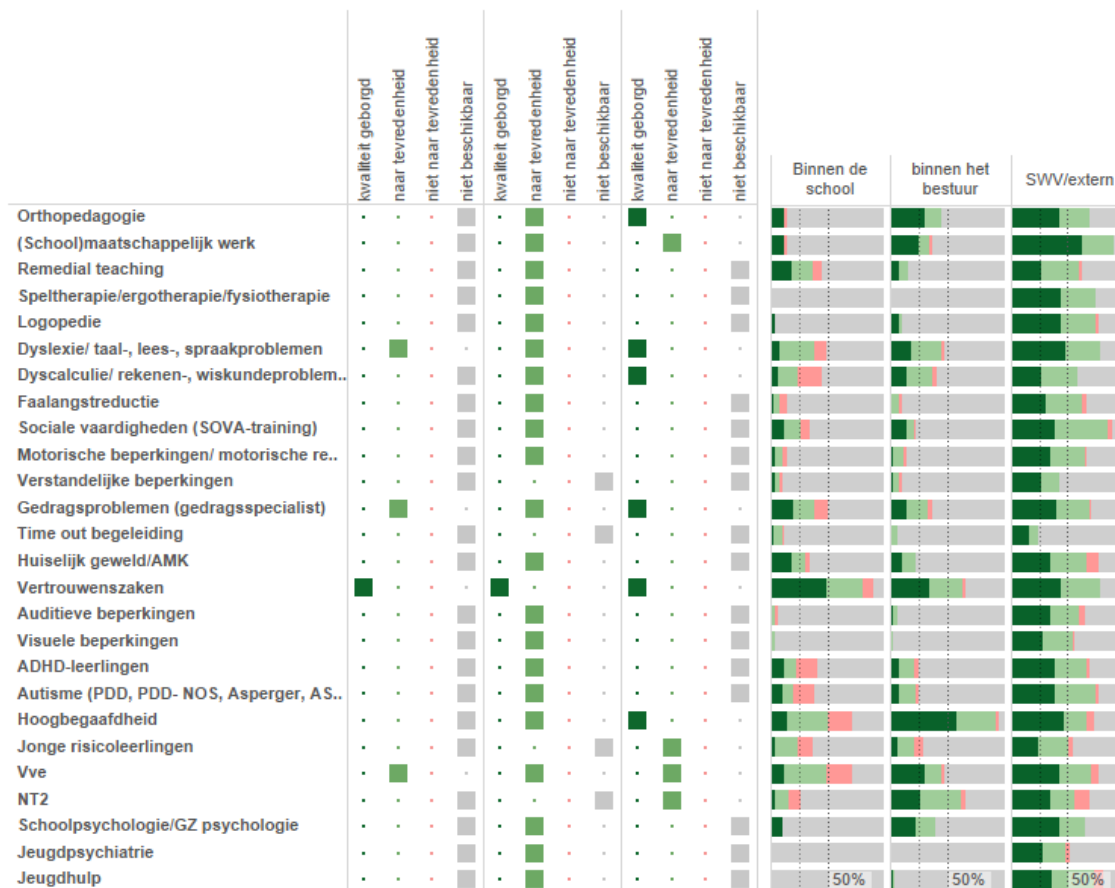 kwaliteit geborgd
naar tevredenheid
niet naar tevredenheid
niet beschikbaar
kwaliteit geborgd
naar tevredenheid
niet naar tevredenheid
niet beschikbaar
kwaliteit geborgd
naar tevredenheid
niet naar tevredenheid
niet beschikbaar
Binnen de
school
binnen het
bestuur
SWV/extern
Orthopedagogie
(School)maatschappelijk werk
Remedial teaching
Speltherapie/ergotherapie/fysiotherapie
Logopedie
Dyslexie/ taal-, lees-, spraakproblemen
Dyscalculie/ rekenen-, wiskundeproblem..
Faalangstreductie
Sociale vaardigheden (SOVA-training)
Motorische beperkingen/ motorische re..
Verstandelijke beperkingen
Gedragsproblemen (gedragsspecialist)
Time out begeleiding
Huiselijk geweld/AMK
Vertrouwenszaken
Auditieve beperkingen
Visuele beperkingen
ADHD-leerlingen
Autisme (PDD, PDD- NOS, Asperger, AS..
Hoogbegaafdheid
Jonge risicoleerlingen
Vve
NT2
Schoolpsychologie/GZ psychologie
Jeugdpsychiatrie
Jeugdhulp
50%
50%
50%